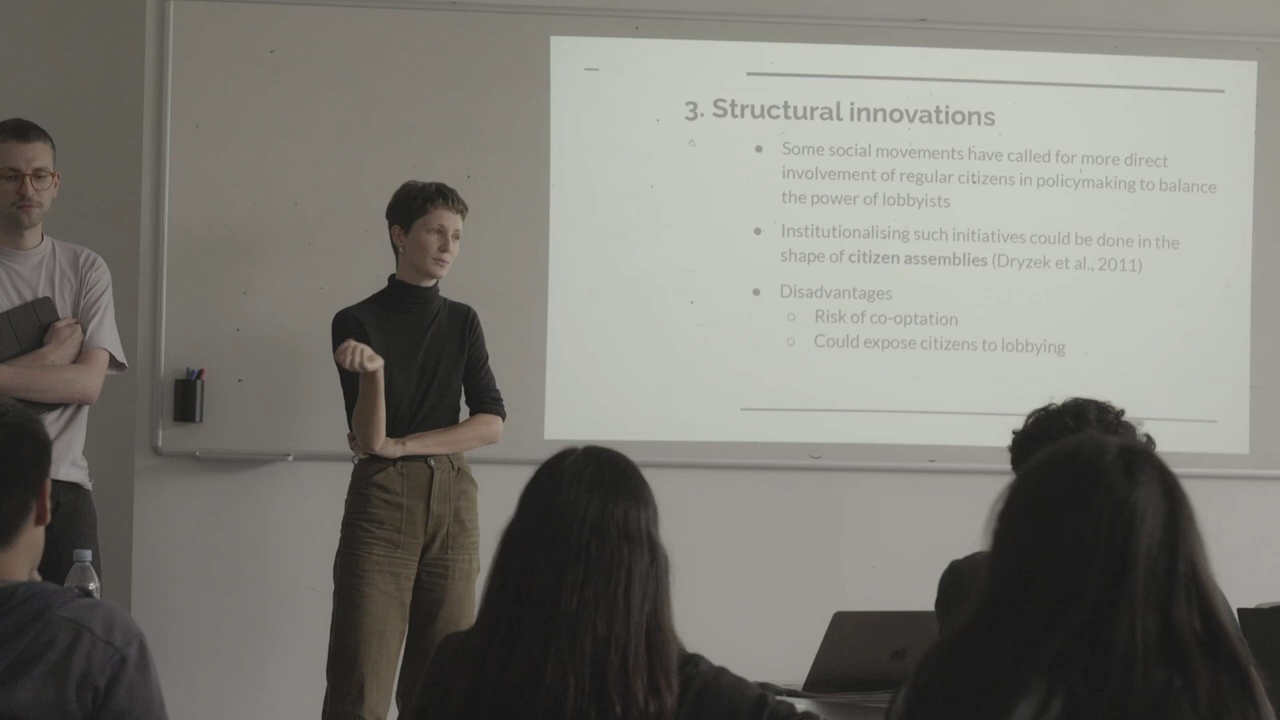 3. Structural innovations
● Some social movements have called for more direct
involvement of regular citizens in policymaking to balance
the power of lobbyists
● Institutionalising such initiatives could be done in the
shape of citizen assemblies (Dryzek et al., 2011)
● Disadvantages
○ Risk of co-optation
○ Could expose citizens to lobbying